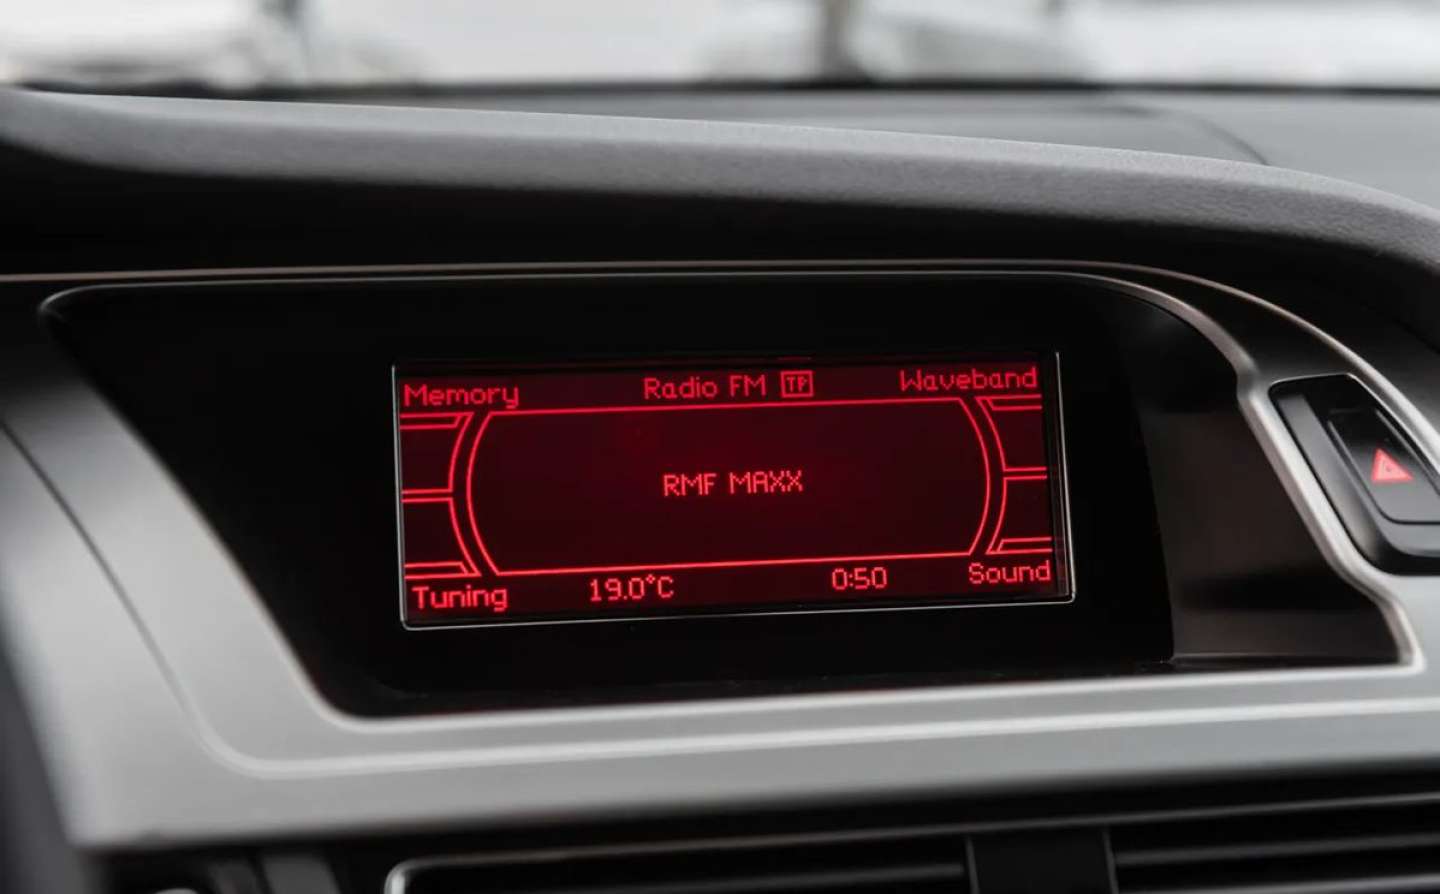 Memory Radio FM TP Waveband
RMF MAXX
Tuning 19.0°C 0:50 Sound